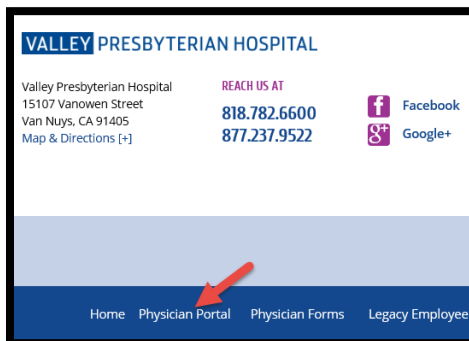 VALLEY PRESBYTERIAN HOSPITAL
Valley Presbyterian Hospital
15107 Vanowen Street
Van Nuys, CA 91405
Map & Directions [+]
REACH US AT
818.782.6600
877.237.9522
f Facebook
g+ Google+
Home Physician Portal Physician Forms Legacy Employee